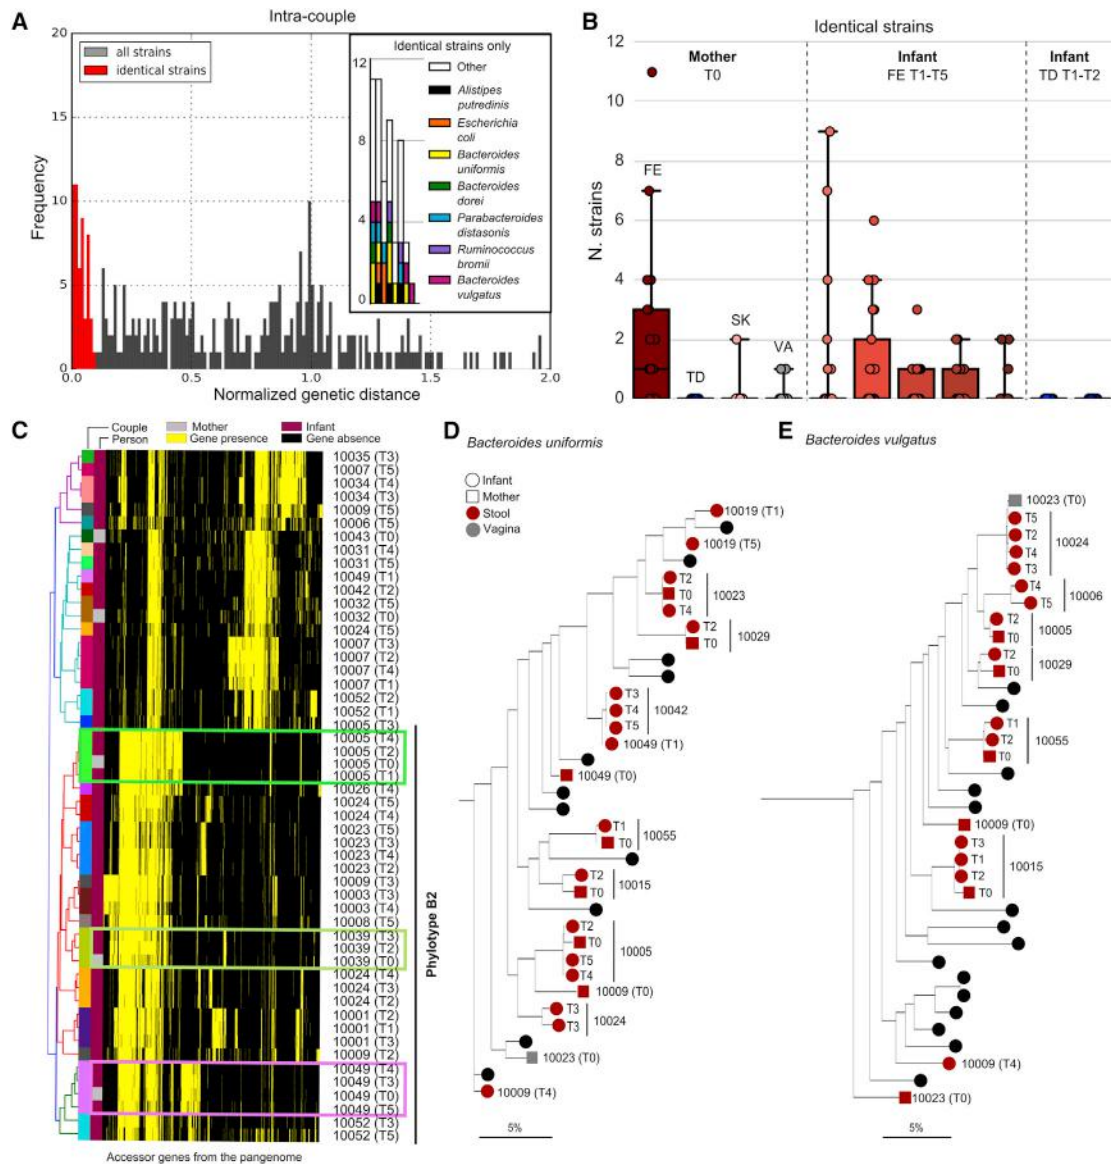 A
Intra-couple
all strains
identical strains
20
15
10
5
0
Frequency
0.0
0.5
1.0
1.5
2.0
Normalized genetic distance
Identical strains only
12
8
4
0
Other
Alistipes
putredinis
Escherichia
coli
Bacteroides
uniformis
Bacteroides
dorei
Parabacteroides
distasonis
Ruminococcus
bromii
Bacteroides
vulgatus
B
Identical strains
Mother
T0
Infant
FE T1-T5
Infant
TD T1-T2
12
10
8
6
4
2
0
N. strains
FE
TD
SK
VA
C
Couple
Person
Mother
Gene presence
Infant
Gene absence
10035 (T3)
10007 (T5)
10034 (T4)
10034 (T3)
10009 (T5)
10006 (T5)
10043 (T0)
10031 (T4)
10031 (T5)
10049 (T1)
10042 (T2)
10032 (T5)
10032 (T0)
10024 (T5)
10007 (T3)
10007 (T2)
10007 (T4)
10007 (T1)
10052 (T2)
10052 (T1)
10005 (T3)
10005 (T4)
10005 (T2)
10005 (T0)
10005 (T1)
10026 (T4)
10024 (T5)
10024 (T4)
10023 (T5)
10023 (T3)
10023 (T4)
10023 (T2)
10009 (T3)
10003 (T3)
10003 (T4)
10008 (T5)
10039 (T3)
10039 (T2)
10039 (T0)
10024 (T4)
10024 (T3)
10024 (T2)
10001 (T2)
10001 (T1)
10001 (T3)
10009 (T2)
10049 (T4)
10049 (T3)
10049 (T0)
10049 (T5)
10052 (T3)
10052 (T5)
Phylotype B2
Accessor genes from the pangenome
D
Bacteroides uniformis
Infant
Mother
Stool
Vagina
10019 (T1)
10019 (T5)
T2
T0
T4
10023
T2
T0
10029
T3
T4
T5
10042
10049 (T1)
10049 (T0)
T1
T0
10055
T2
T0
10015
T2
T0
T5
T4
10005
10009 (T0)
T3
T3
10024
10023 (T0)
10009 (T4)
5%
E
Bacteroides vulgatus
10023 (T0)
T5
T2
T4
T3
10024
T4
T5
10006
T2
T0
10005
T2
T0
10029
T1
T2
T0
10055
10009 (T0)
T3
T1
T2
T0
10015
10009 (T4)
10023 (T0)
5%